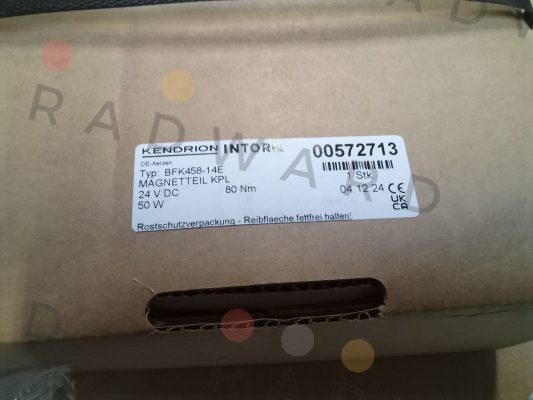 KENDRION INTORQ 00572713
DE-Aerzen
Typ: BFK458-14E
MAGNETTEIL KPL
1 Stk
24 V DC 80 Nm 04.12.24 CE
50 W
UK
CA
Rostschutzverpackung - Reibflaeche fettfrei halten!
RADWARD